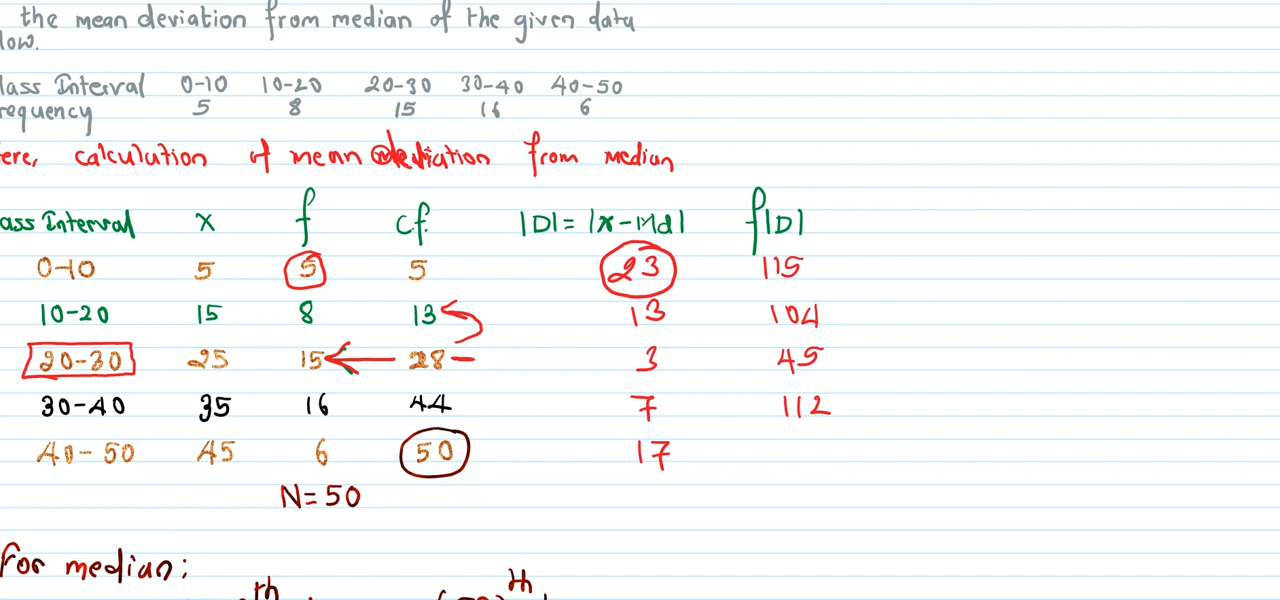 the mean deviation from median of the given data
low.
lass Interval 0-10 10-20 20-30 30-40 40-50
requency 5 8 15 16 6
ere, calculation of mean deviation from median
ass Interval x f c.f. |D|= |x-Md| f|D|
0-10 5 5 5 23 115
10-20 15 8 13 13 104
20-30 25 15 28 3 45
30-40 35 16 44 7 112
40-50 45 6 50 17
N=50
For median:
th th